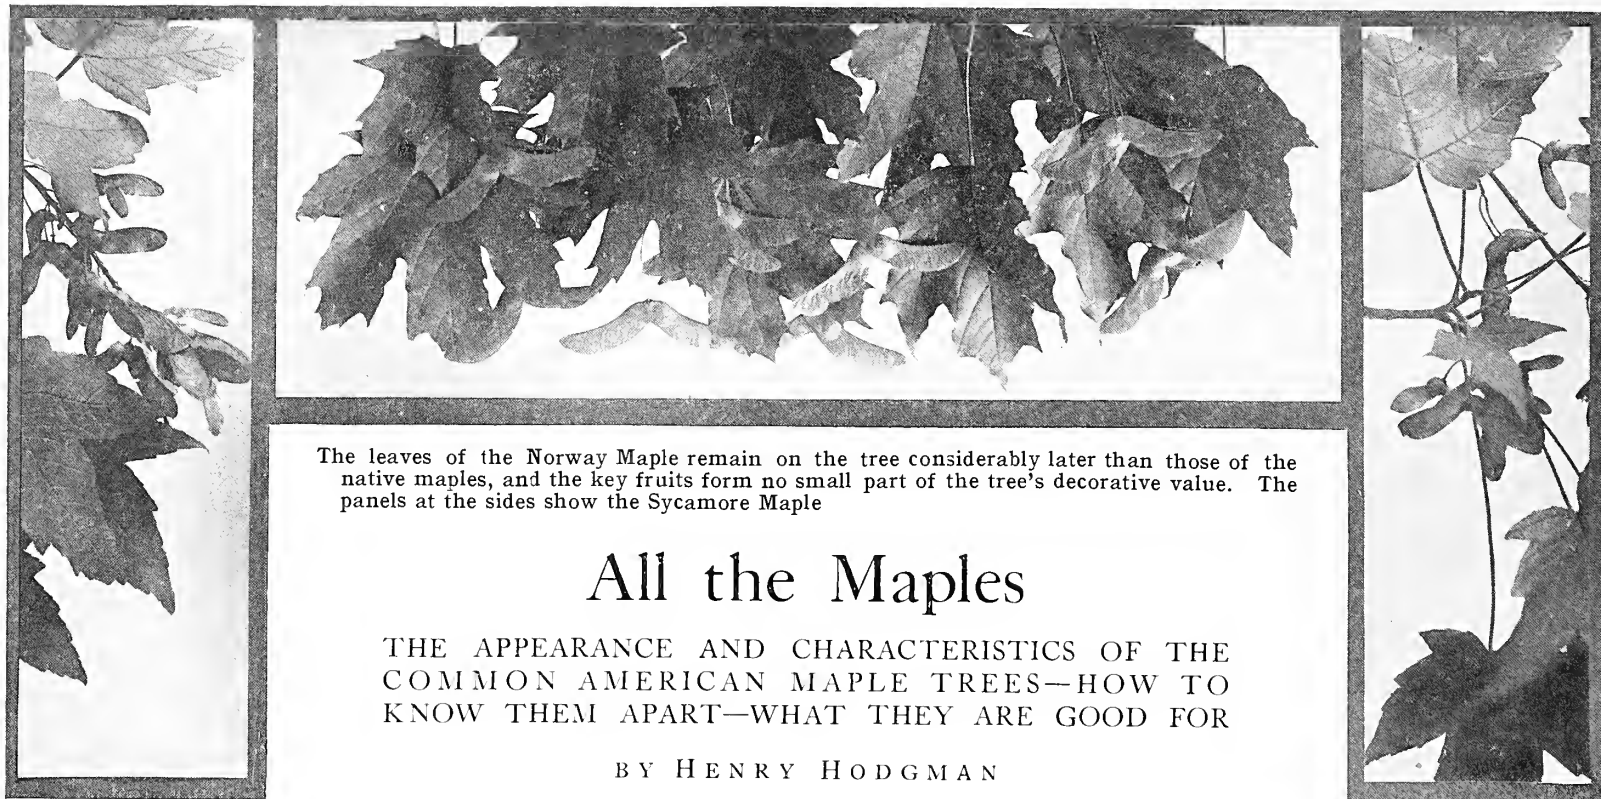 The leaves of the Norway Maple remain on the tree considerably later than those of the
native maples, and the key fruits form no small part of the tree's decorative value. The
panels at the sides show the Sycamore Maple
All the Maples
THE APPEARANCE AND CHARACTERISTICS OF THE
COMMON AMERICAN MAPLE TREES—HOW TO
KNOW THEM APART—WHAT THEY ARE GOOD FOR
BY HENRY HODGMAN